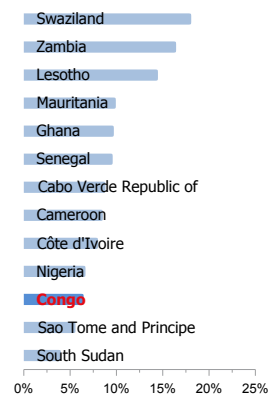 Swaziland
Zambia
Lesotho
Mauritania
Ghana
Senegal
Cabo Verde Republic of
Cameroon
Côte d'Ivoire
Nigeria
Congo
Sao Tome and Principe
South Sudan
0% 5% 10% 15% 20% 25%